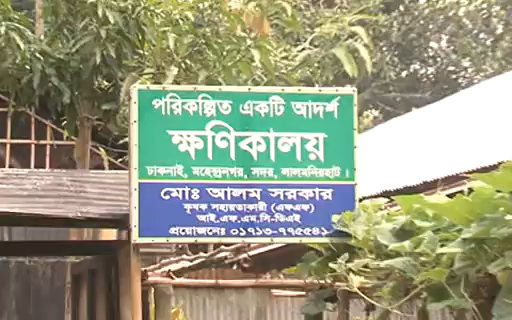 পরিকল্পিত একটি আদর্শ
ক্ষণিকালয়
ঢাকনাই, মহেন্দ্রনগর, সদর, লালমনিরহাট।
মোঃ আলম সরকার
কৃষক সহায়তাকারী (এফএফ)
আই.এফ.এম.সি-ডিএই
প্রয়োজনেঃ ০১৭১৩-৭৭৫৫৪১